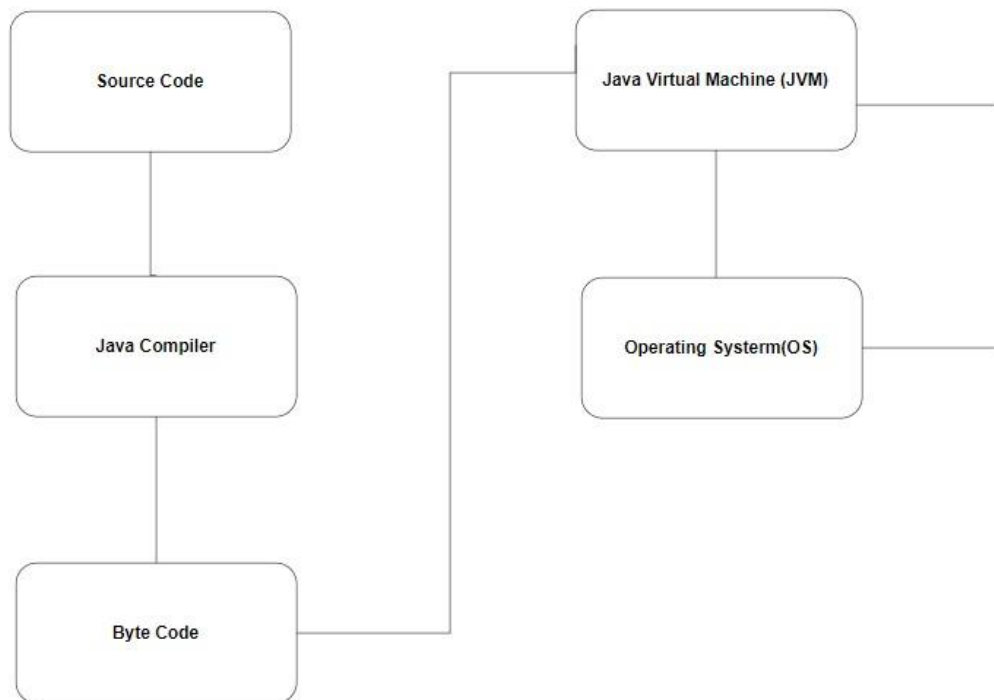 Source Code
Java Compiler
Byte Code
Java Virtual Machine (JVM)
Operating Systerm(OS)